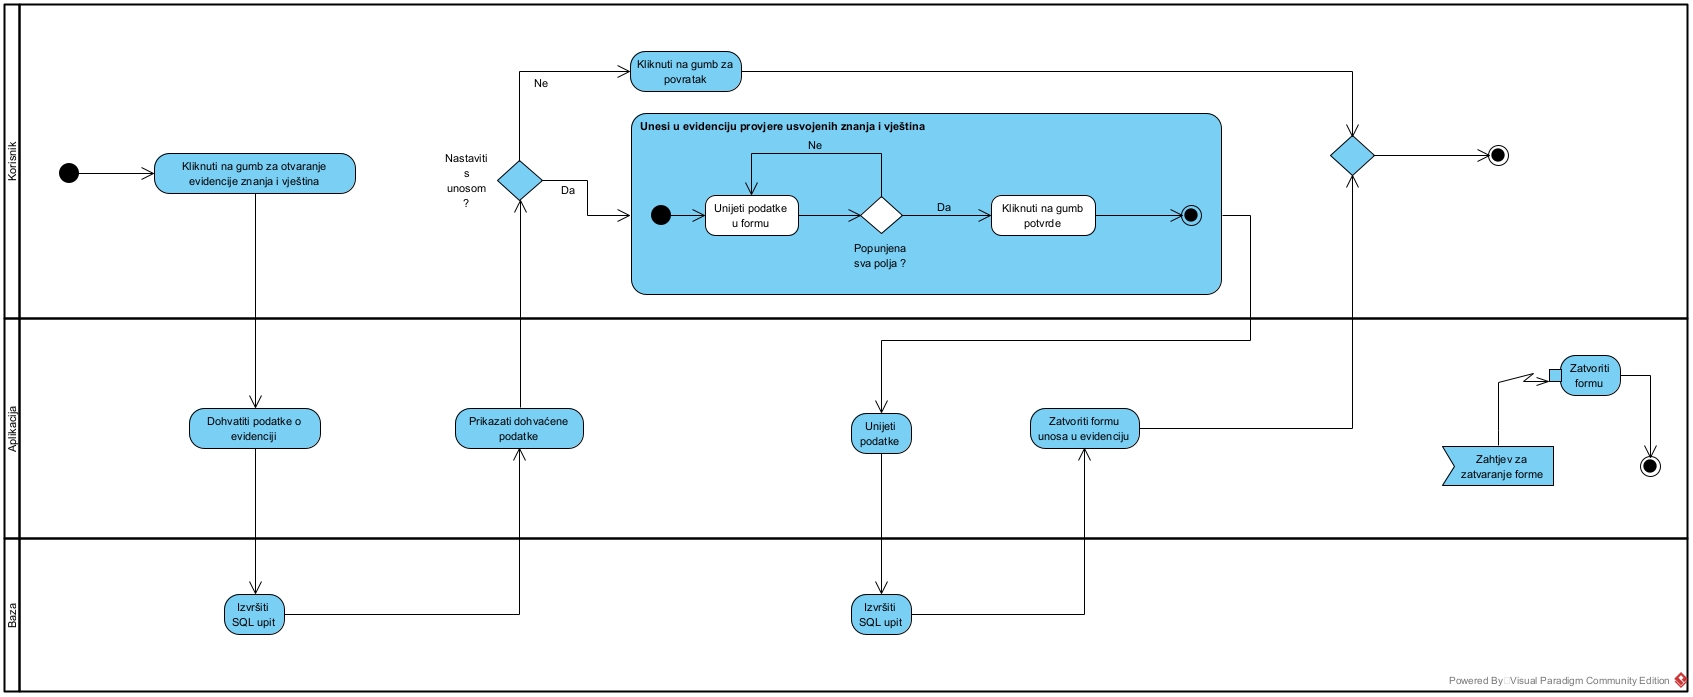 Korisnik
Kliknuti na gumb za otvaranje
evidencije znanja i vještina
Nastaviti
s
unosom
?
Ne
Da
Kliknuti na gumb za
povratak
Unesi u evidenciju provjere usvojenih znanja i vještina
Ne
Unijeti podatke
u formu
Popunjena
sva polja ?
Da
Kliknuti na gumb
potvrde
Aplikacija
Dohvatiti podatke o
evidenciji
Prikazati dohvaćene
podatke
Unijeti
podatke
Zatvoriti formu
unosa u evidenciju
Zahtjev za
zatvaranje forme
Zatvoriti
formu
Baza
Izvršiti
SQL upit
Izvršiti
SQL upit
Powered By Visual Paradigm Community Edition